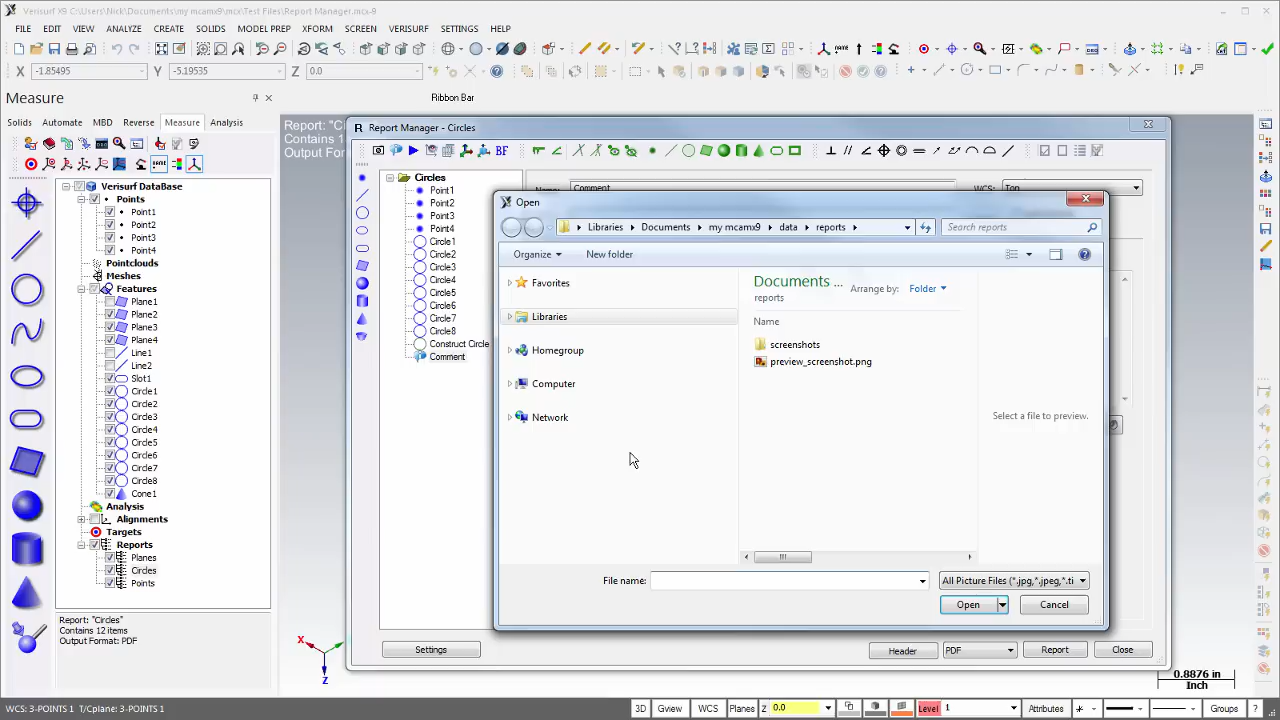 Verisurf X9 C:\Users\Nick\Documents\my mcamx9\mcx\Test Files\Report Manager.mcx-9
FILE EDIT VIEW ANALYZE CREATE SOLIDS MODEL PREP XFORM SCREEN VERISURF SETTINGS HELP
X -1.85495 Y -5.19535 Z 0.0
Measure
Ribbon Bar
Solids Automate MBD Reverse Measure Analysis
Verisurf DataBase
Points
Point1
Point2
Point3
Point4
Pointclouds
Meshes
Features
Plane1
Plane2
Plane3
Plane4
Line1
Line2
Slot1
Circle1
Circle2
Circle3
Circle4
Circle5
Circle6
Circle7
Circle8
Cone1
Analysis
Alignments
Targets
Reports
Planes
Circles
Points
Report: "Circles"
Contains 12 items
Output Format: PDF
Report: "Ci
Contains 1
Output For
Report Manager - Circles
BF
Circles
Point1
Point2
Point3
Point4
Circle1
Circle2
Circle3
Circle4
Circle5
Circle6
Circle7
Circle8
Construct Circle
Comment
Name: Comment WCS: Top
Open
Libraries Documents my mcamx9 data reports
Search reports
Organize New folder
Favorites
Libraries
Homegroup
Computer
Network
Documents ...
reports
Arrange by: Folder
Name
screenshots
preview_screenshot.png
Select a file to preview.
File name:
All Picture Files (*.jpg,*.jpeg,*.ti
Open Cancel
Settings Header PDF Report Close
X
Z
0.8876 in
Inch
WCS: 3-POINTS 1 T/Cplane: 3-POINTS 1
3D Gview WCS Planes Z 0.0 Level 1 Attributes Groups